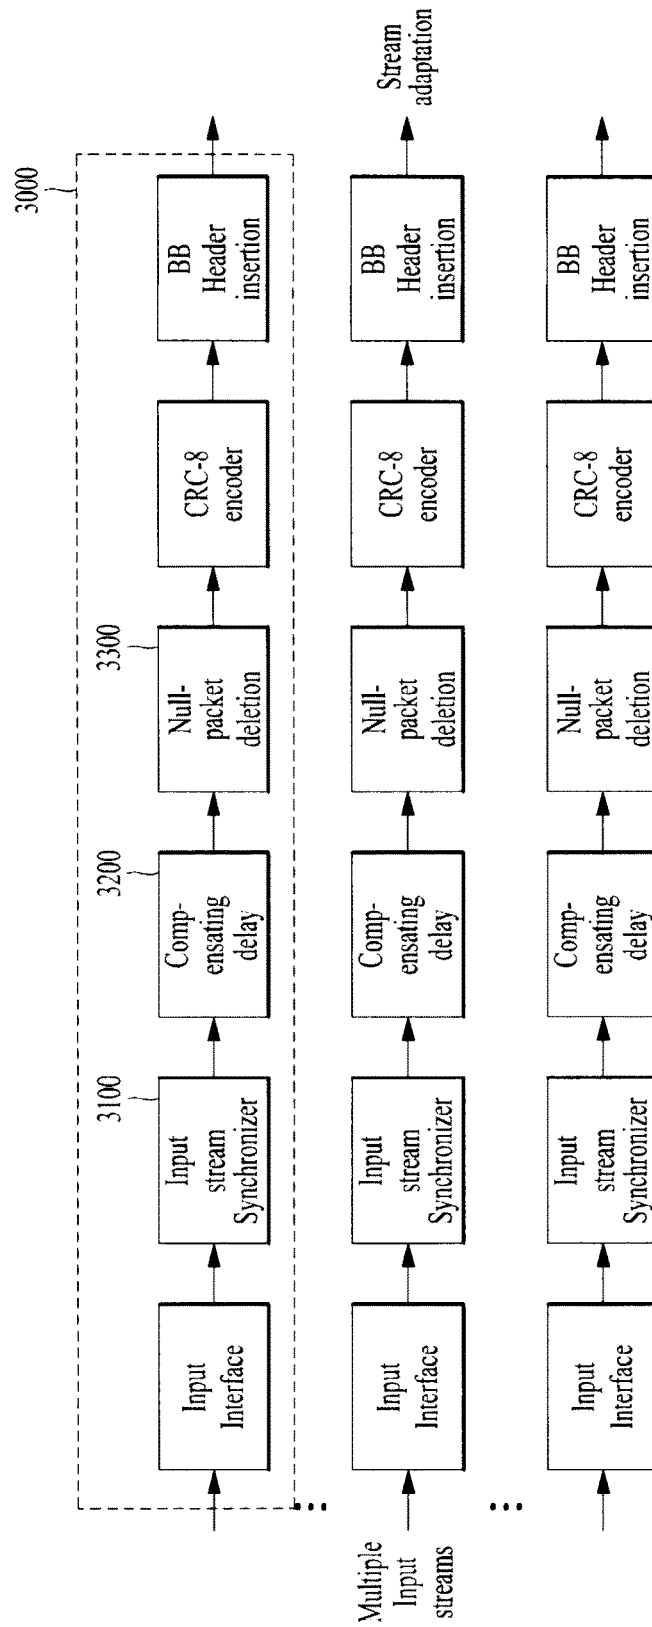 3000
3100
3200
3300
Input
Interface
Input
stream
Synchronizer
Comp-
ensating
delay
Null-
packet
deletion
CRC-8
encoder
BB
Header
insertion
Multiple
Input
streams
Input
Interface
Input
stream
Synchronizer
Comp-
ensating
delay
Null-
packet
deletion
CRC-8
encoder
BB
Header
insertion
Stream
adaptation
Input
Interface
Input
stream
Synchronizer
Comp-
ensating
delay
Null-
packet
deletion
CRC-8
encoder
BB
Header
insertion